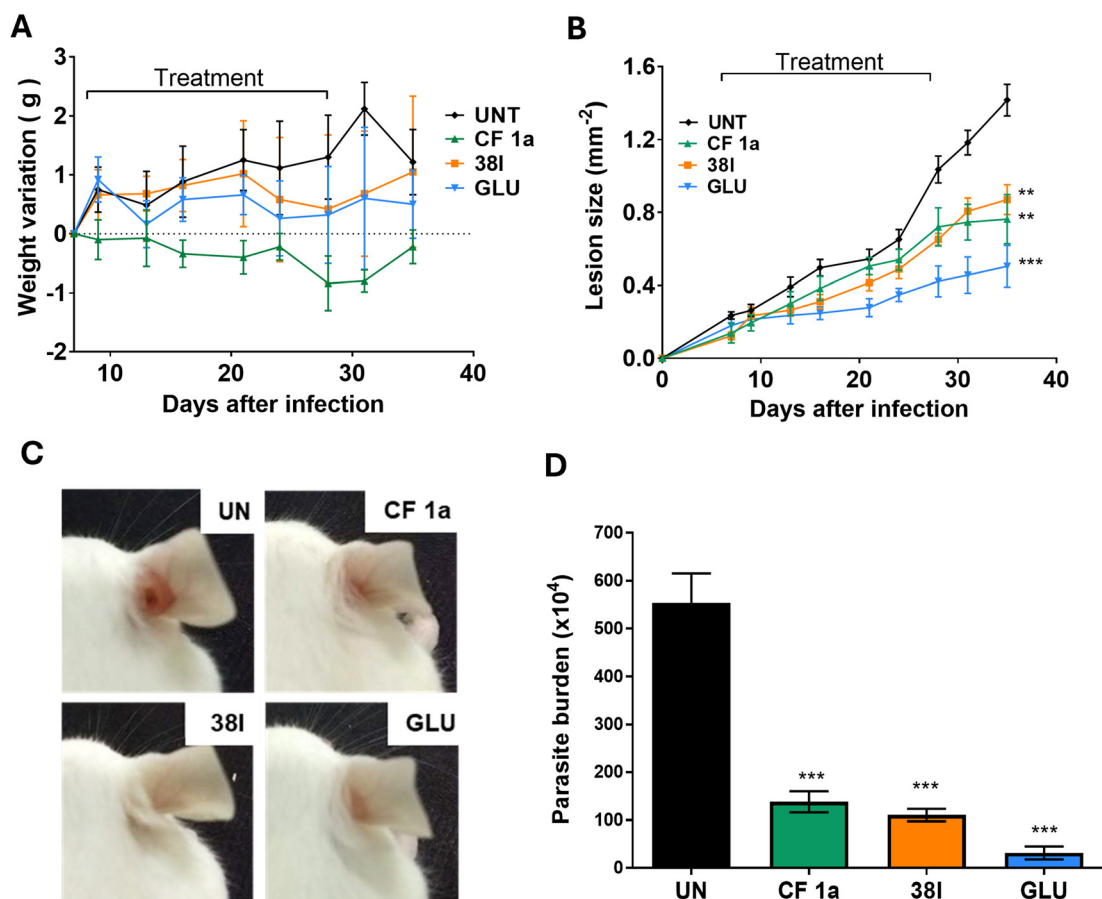 A
Weight variation ( g )
3
2
1
0
-1
-2
Treatment
UNT
CF 1a
38I
GLU
10
20
30
40
Days after infection
B
Lesion size (mm-2)
1.6
1.2
0.8
0.4
0.0
Treatment
UNT
CF 1a
38I
GLU
**
**
***
0
10
20
30
40
Days after infection
C
UN
CF 1a
38I
GLU
D
Parasite burden (x10⁴)
700
600
500
400
300
200
100
0
***
***
***
UN
CF 1a
38I
GLU